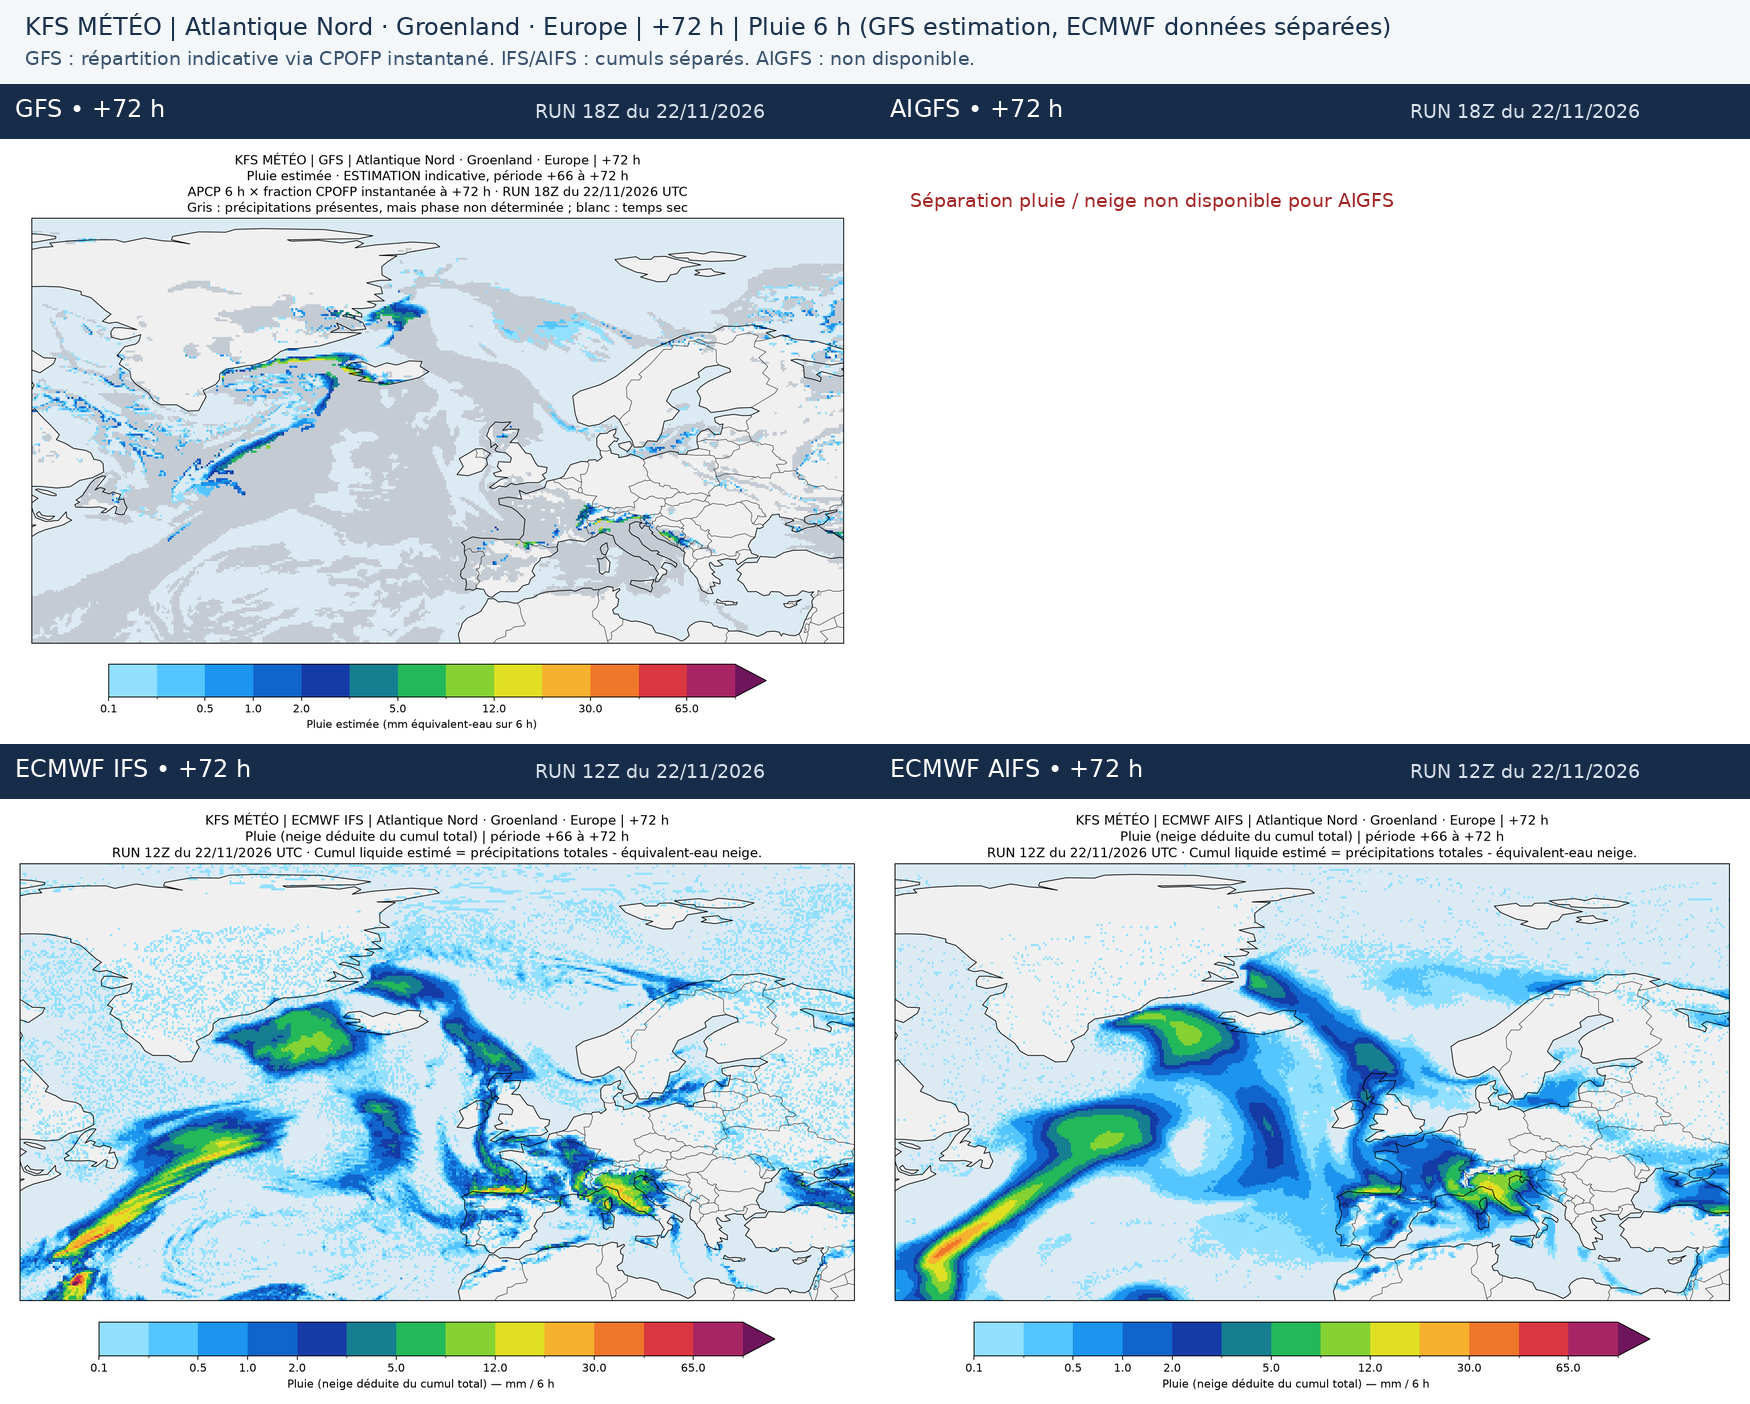 KFS MÉTÉO | Atlantique Nord · Groenland · Europe | +72 h | Pluie 6 h (GFS estimation, ECMWF données séparées)
GFS : répartition indicative via CPOFP instantané. IFS/AIFS : cumuls séparés. AIGFS : non disponible.
GFS • +72 h
RUN 18Z du 22/11/2026
AIGFS • +72 h
RUN 18Z du 22/11/2026
KFS MÉTÉO | GFS | Atlantique Nord · Groenland · Europe | +72 h
Pluie estimée · ESTIMATION indicative, période +66 à +72 h
APCP 6 h × fraction CPOFP instantanée à +72 h · RUN 18Z du 22/11/2026 UTC
Gris : précipitations présentes, mais phase non déterminée ; blanc : temps sec
Séparation pluie / neige non disponible pour AIGFS
0.1 0.5 1.0 2.0 5.0 12.0 30.0 65.0
Pluie estimée (mm équivalent-eau sur 6 h)
ECMWF IFS • +72 h
RUN 12Z du 22/11/2026
ECMWF AIFS • +72 h
RUN 12Z du 22/11/2026
KFS MÉTÉO | ECMWF IFS | Atlantique Nord · Groenland · Europe | +72 h
Pluie (neige déduite du cumul total) | période +66 à +72 h
RUN 12Z du 22/11/2026 UTC · Cumul liquide estimé = précipitations totales - équivalent-eau neige.
KFS MÉTÉO | ECMWF AIFS | Atlantique Nord · Groenland · Europe | +72 h
Pluie (neige déduite du cumul total) | période +66 à +72 h
RUN 12Z du 22/11/2026 UTC · Cumul liquide estimé = précipitations totales - équivalent-eau neige.
0.1 0.5 1.0 2.0 5.0 12.0 30.0 65.0
Pluie (neige déduite du cumul total) — mm / 6 h
0.1 0.5 1.0 2.0 5.0 12.0 30.0 65.0
Pluie (neige déduite du cumul total) — mm / 6 h